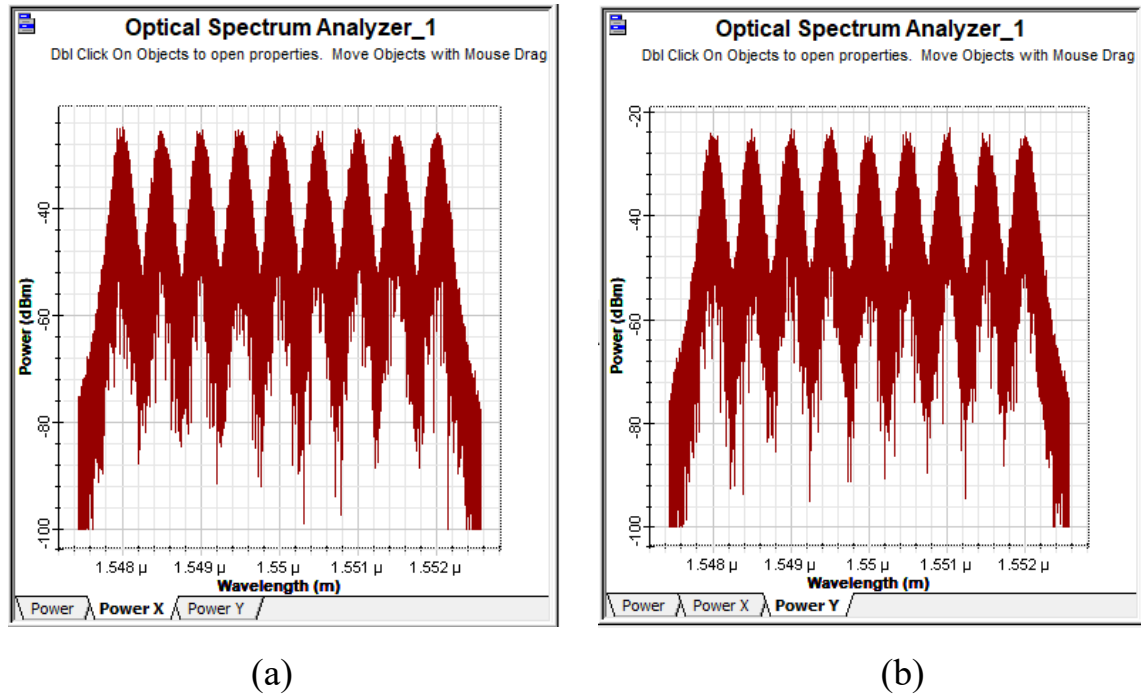 Optical Spectrum Analyzer_1
Dbl Click On Objects to open properties.  Move Objects with Mouse Drag
Power (dBm)
-40
-60
-80
-100
1.548 µ
1.549 µ
1.55 µ
1.551 µ
1.552 µ
Wavelength (m)
Power
Power X
Power Y
(a)
Optical Spectrum Analyzer_1
Dbl Click On Objects to open properties.  Move Objects with Mouse Drag
Power (dBm)
-20
-40
-60
-80
-100
1.548 µ
1.549 µ
1.55 µ
1.551 µ
1.552 µ
Wavelength (m)
Power
Power X
Power Y
(b)